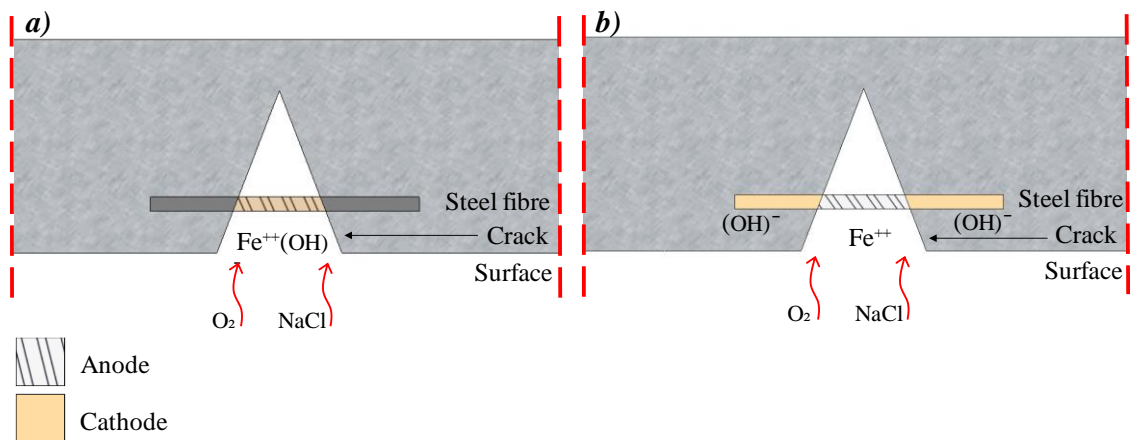 a)
Steel fibre
Fe⁺⁺(OH)
-
Crack
Surface
O₂
NaCl
b)
Steel fibre
(OH)⁻
(OH)⁻
Fe⁺⁺
Crack
Surface
O₂
NaCl
Anode
Cathode